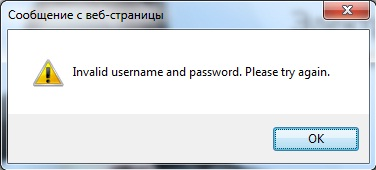 Сообщение с веб-страницы
Invalid username and password. Please try again.
OK